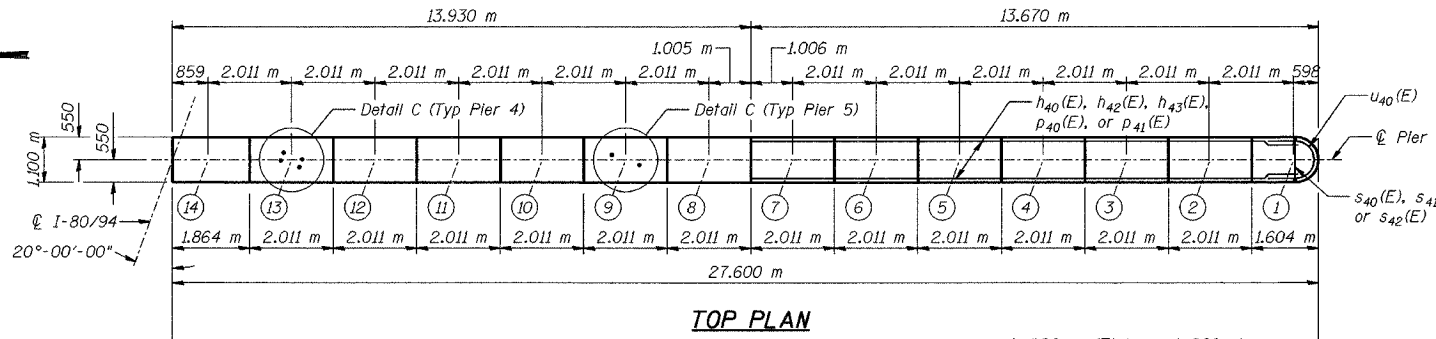 13.930 m 13.670 m
1.005 m 1.006 m
859 2.011 m 2.011 m 2.011 m 2.011 m 2.011 m 2.011 m 2.011 m 2.011 m 2.011 m 2.011 m 2.011 m 2.011 m 598
Detail C (Typ Pier 4) Detail C (Typ Pier 5) h40(E), h42(E), h43(E),
p40(E), or p41(E)
u40(E)
550
550
1.100 m
℄ Pier
14 13 12 11 10 9 8 7 6 5 4 3 2 1
s40(E), s41
or s42(E)
℄ I-80/94
20°-00'-00"
1.864 m 2.011 m 2.011 m 2.011 m 2.011 m 2.011 m 2.011 m 2.011 m 2.011 m 2.011 m 2.011 m 2.011 m 1.604 m
27.600 m
TOP PLAN